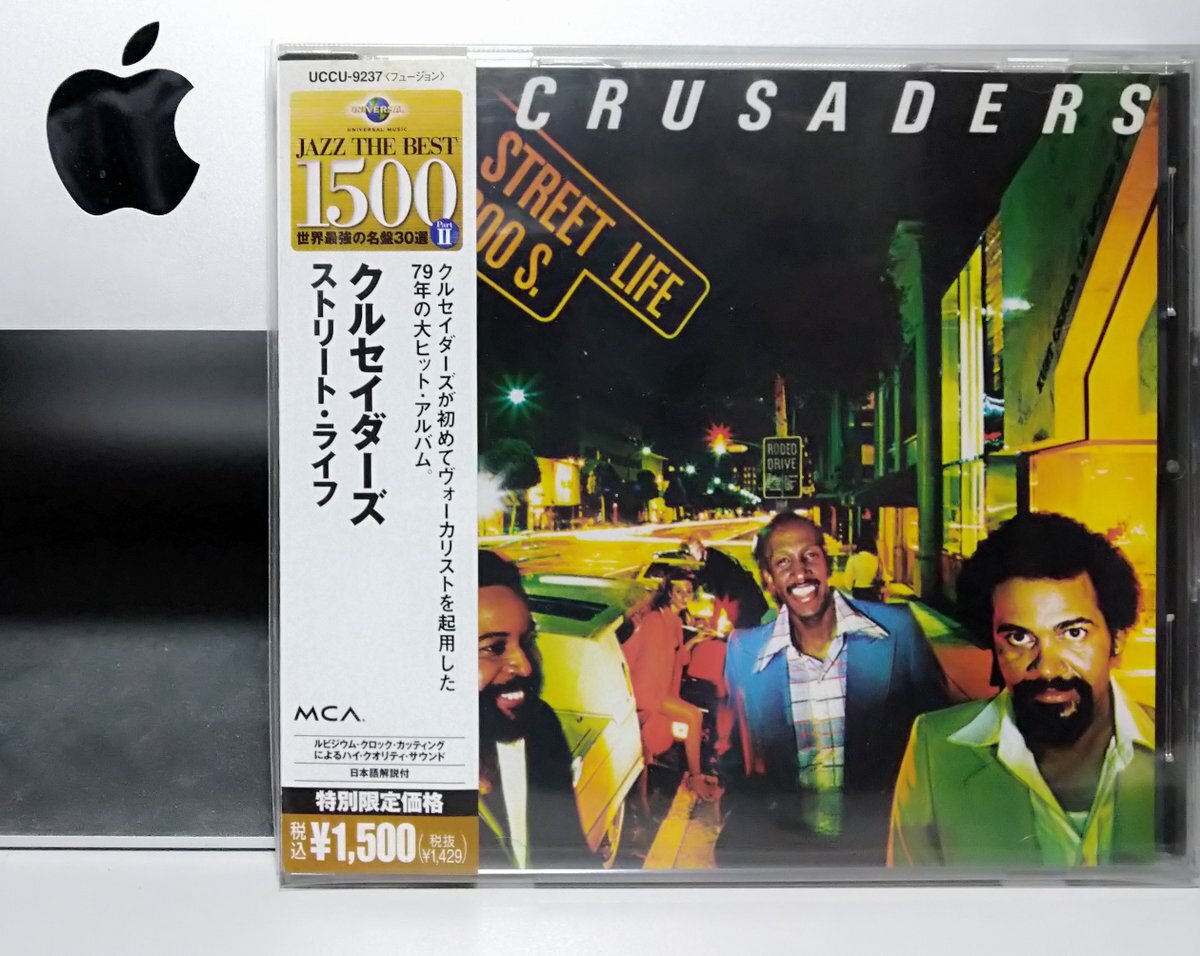 UCCU-9237〈フュージョン〉
UNIVERSAL
UNIVERSAL MUSIC
JAZZ THE BEST
1500
Part II
世界最強の名盤30選
クルセイダーズが初めてヴォーカリストを起用した
79年の大ヒット・アルバム。
クルセイダーズ
ストリート・ライフ
MCA.
ルビジウム・クロック・カッティング
によるハイ・クオリティ・サウンド
日本語解説付
特別限定価格
税込 ¥1,500 (税抜 ¥1,429)
CRUSADERS
STREET LIFE
00 S.
RODEO
DRIVE